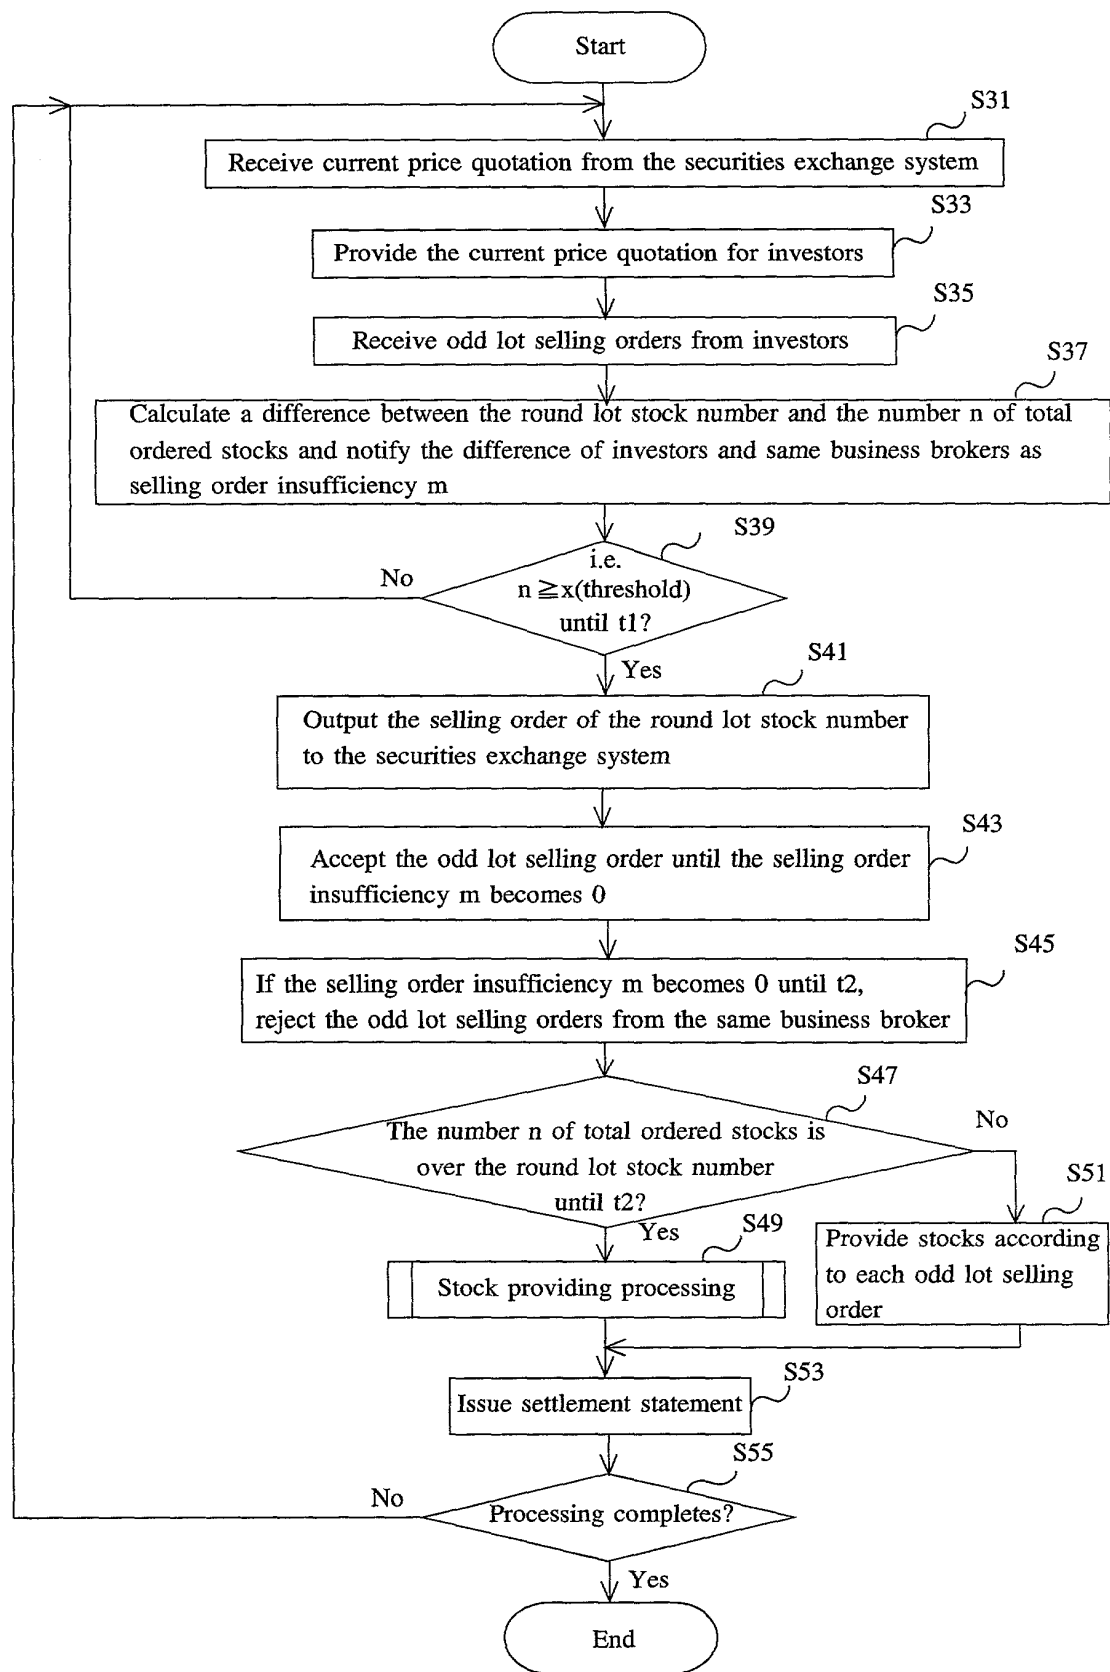 Start
S31
Receive current price quotation from the securities exchange system
S33
Provide the current price quotation for investors
S35
Receive odd lot selling orders from investors
S37
Calculate a difference between the round lot stock number and the number n of total
ordered stocks and notify the difference of investors and same business brokers as
selling order insufficiency m
S39
i.e.
n ≧x(threshold)
until t1?
No
Yes
S41
Output the selling order of the round lot stock number
to the securities exchange system
S43
Accept the odd lot selling order until the selling order
insufficiency m becomes 0
S45
If the selling order insufficiency m becomes 0 until t2,
reject the odd lot selling orders from the same business broker
S47
The number n of total ordered stocks is
over the round lot stock number
until t2?
No
Yes
S49
Stock providing processing
S51
Provide stocks according
to each odd lot selling
order
S53
Issue settlement statement
S55
Processing completes?
No
Yes
End